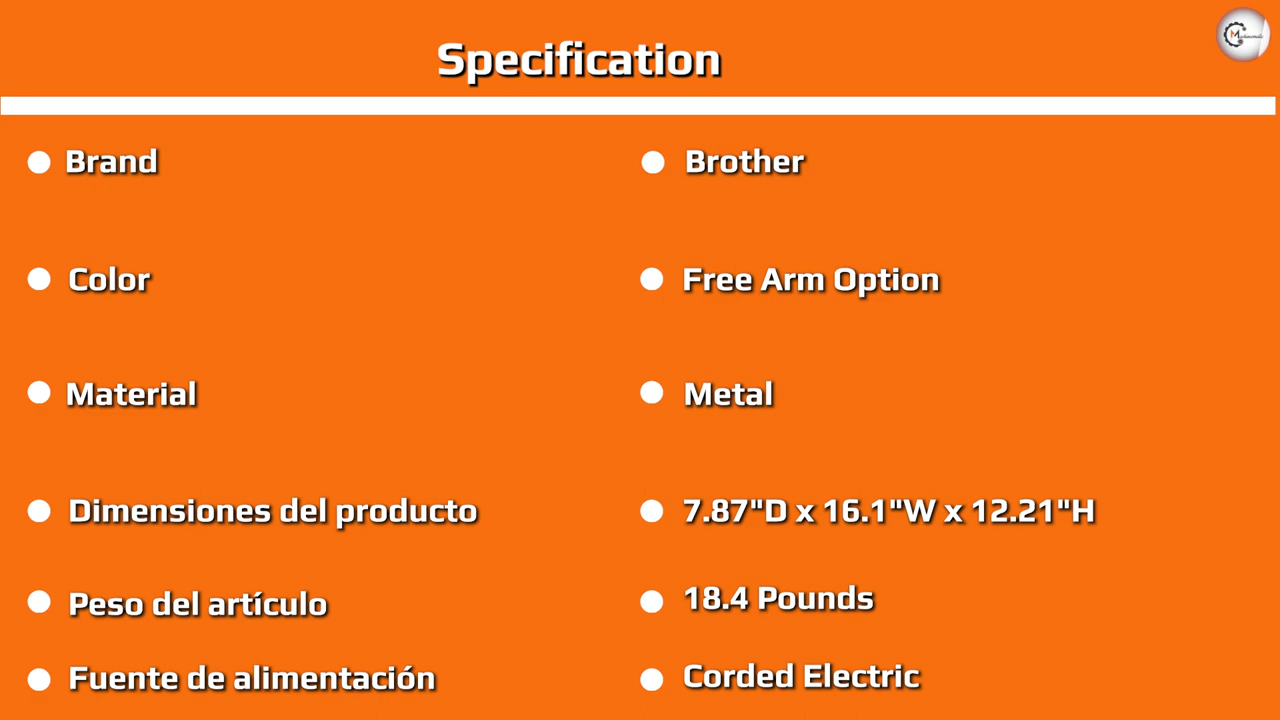 Specification
Brand
Brother
Color
Free Arm Option
Material
Metal
Dimensiones del producto
7.87"D x 16.1"W x 12.21"H
Peso del artículo
18.4 Pounds
Fuente de alimentación
Corded Electric